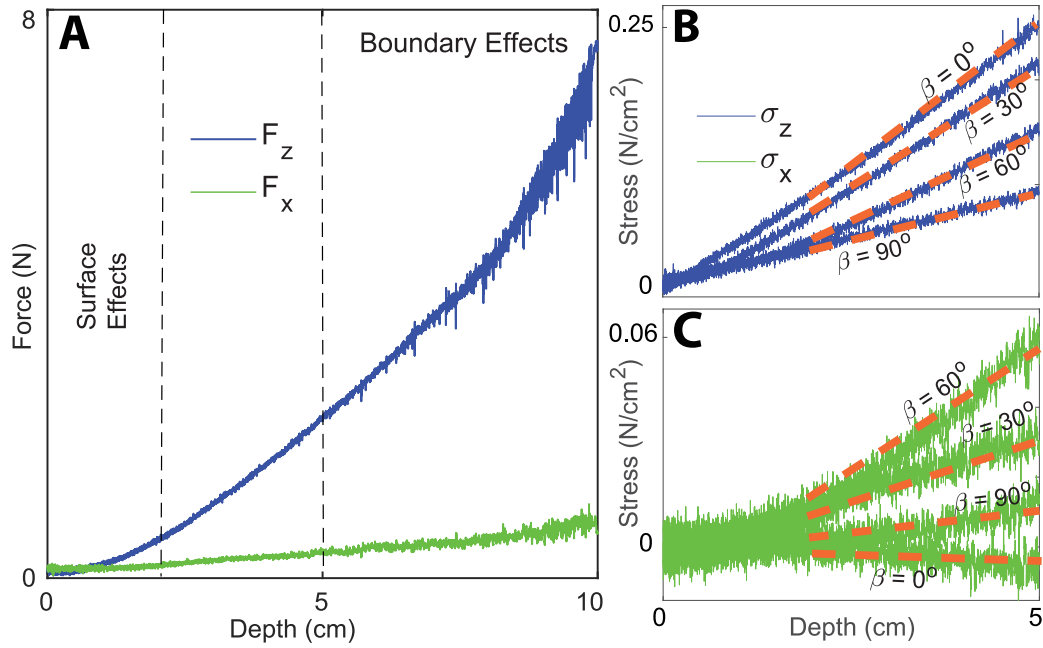 A
8
Boundary Effects
F_z
F_x
Surface
Effects
Force (N)
0
0
5
10
Depth (cm)
B
0.25
β = 0°
β = 30°
σ_z
σ_x
β = 60°
β = 90°
Stress (N/cm²)
0
C
0.06
β = 60°
β = 30°
β = 90°
β = 0°
Stress (N/cm²)
0
0
5
Depth (cm)